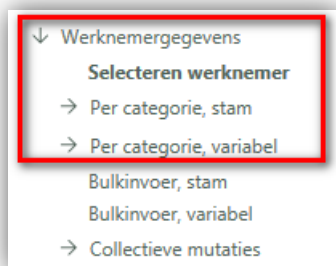 Werknemergegevens
Selecteren werknemer
Per categorie, stam
Per categorie, variabel
Bulkinvoer, stam
Bulkinvoer, variabel
Collectieve mutaties